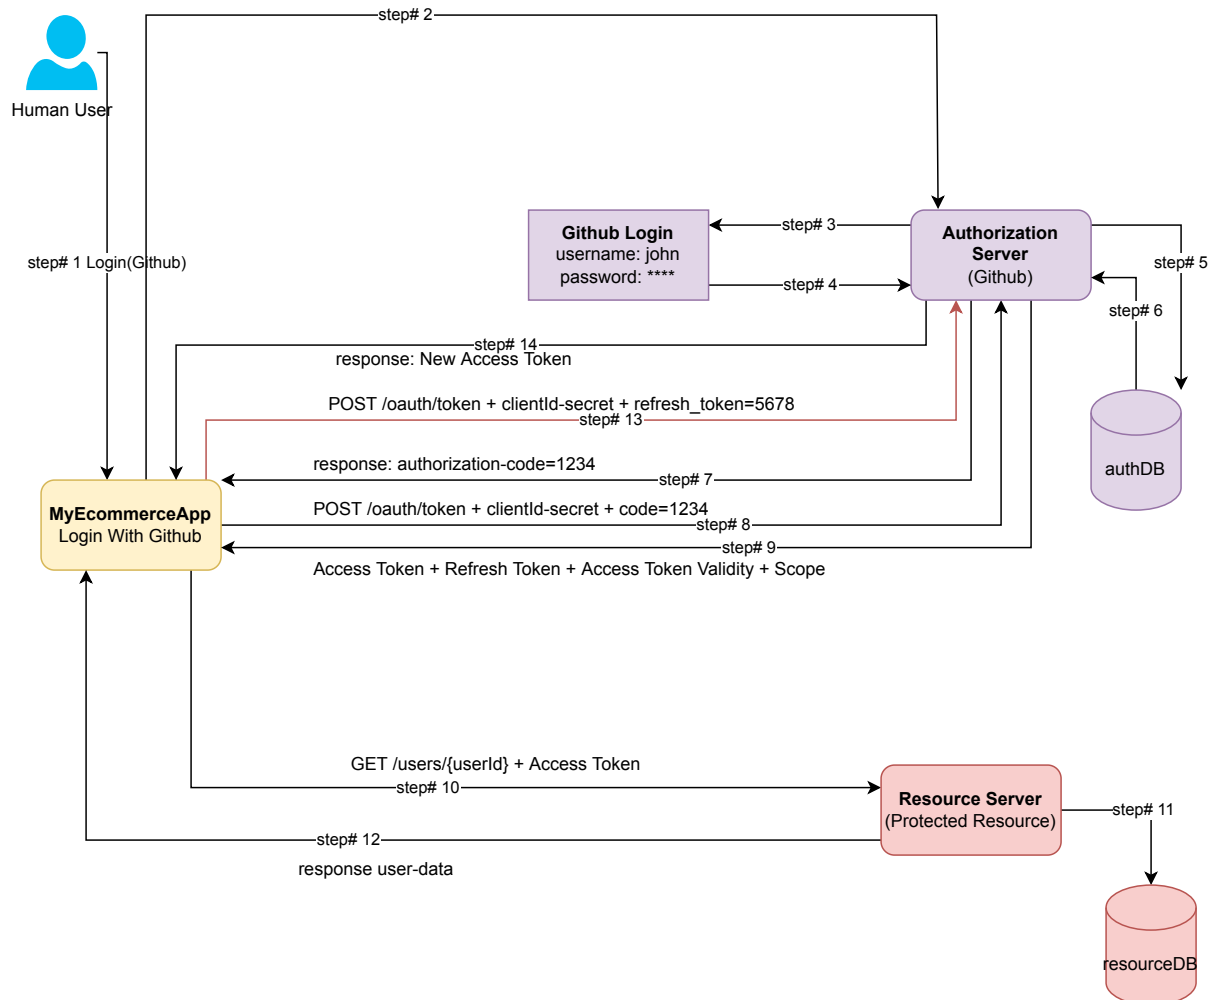 step# 2
Human User
step# 1 Login(Github)
Github Login
username: john
password: ****
step# 3
step# 4
Authorization
Server
(Github)
step# 5
step# 6
authDB
step# 14
response: New Access Token
POST /oauth/token + clientId-secret + refresh_token=5678
step# 13
response: authorization-code=1234
step# 7
MyEcommerceApp
Login With Github
POST /oauth/token + clientId-secret + code=1234
step# 8
step# 9
Access Token + Refresh Token + Access Token Validity + Scope
GET /users/{userId} + Access Token
step# 10
Resource Server
(Protected Resource)
step# 11
step# 12
response user-data
resourceDB